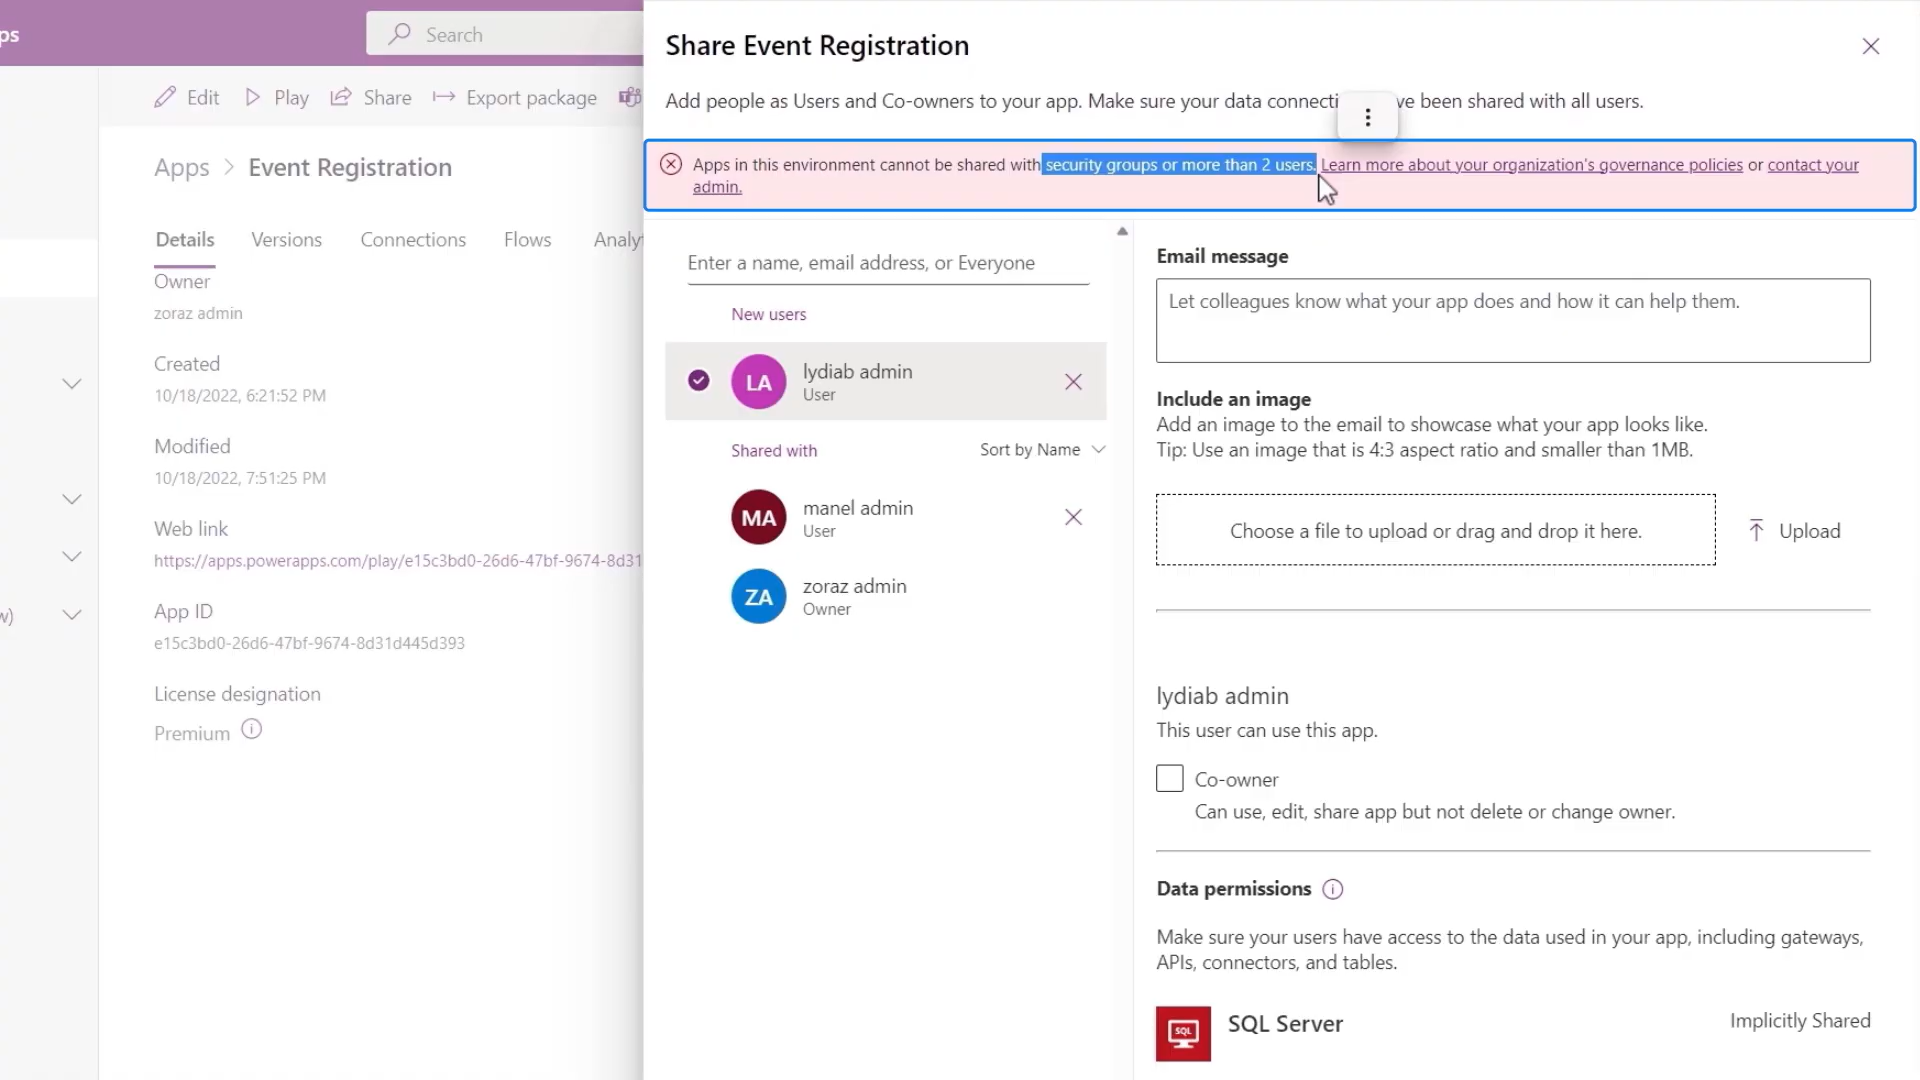 ps
Search
Edit
Play
Share
Export package
Apps > Event Registration
Details
Versions
Connections
Flows
Analy
Owner
zoraz admin
Created
10/18/2022, 6:21:52 PM
Modified
10/18/2022, 7:51:25 PM
Web link
https://apps.powerapps.com/play/e15c3bd0-26d6-47bf-9674-8d31
App ID
e15c3bd0-26d6-47bf-9674-8d31d445d393
License designation
Premium
w)
Share Event Registration
Add people as Users and Co-owners to your app. Make sure your data connecti ve been shared with all users.
Apps in this environment cannot be shared with security groups or more than 2 users. Learn more about your organization's governance policies or contact your
admin.
Enter a name, email address, or Everyone
New users
LA
lydiab admin
User
Shared with
Sort by Name
MA
manel admin
User
ZA
zoraz admin
Owner
Email message
Let colleagues know what your app does and how it can help them.
Include an image
Add an image to the email to showcase what your app looks like.
Tip: Use an image that is 4:3 aspect ratio and smaller than 1MB.
Choose a file to upload or drag and drop it here.
Upload
lydiab admin
This user can use this app.
Co-owner
Can use, edit, share app but not delete or change owner.
Data permissions
Make sure your users have access to the data used in your app, including gateways,
APIs, connectors, and tables.
SQL
SQL Server
Implicitly Shared